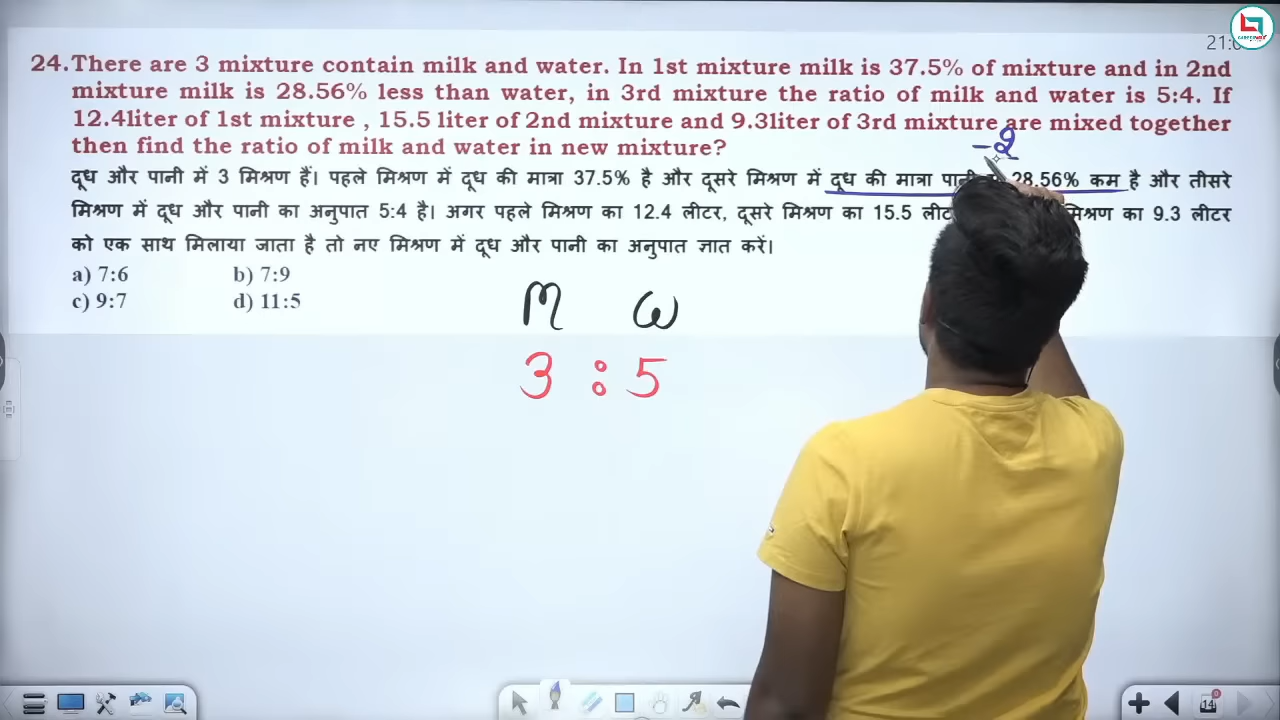 21:0
24. There are 3 mixture contain milk and water. In 1st mixture milk is 37.5% of mixture and in 2nd
mixture milk is 28.56% less than water, in 3rd mixture the ratio of milk and water is 5:4. If
12.4liter of 1st mixture , 15.5 liter of 2nd mixture and 9.3liter of 3rd mixture are mixed together
then find the ratio of milk and water in new mixture?
-2
दूध और पानी में 3 मिश्रण हैं। पहले मिश्रण में दूध की मात्रा 37.5% है और दूसरे मिश्रण में दूध की मात्रा 28.56% कम है और तीसरे
मिश्रण में दूध और पानी का अनुपात 5:4 है। अगर पहले मिश्रण का 12.4 लीटर, दूसरे मिश्रण का 15.5 मिश्रण का 9.3 लीटर
को एक साथ मिलाया जाता है तो नए मिश्रण में दूध और पानी का अनुपात ज्ञात करें।
a) 7:6 b) 7:9
c) 9:7 d) 11:5
M W
3 : 5